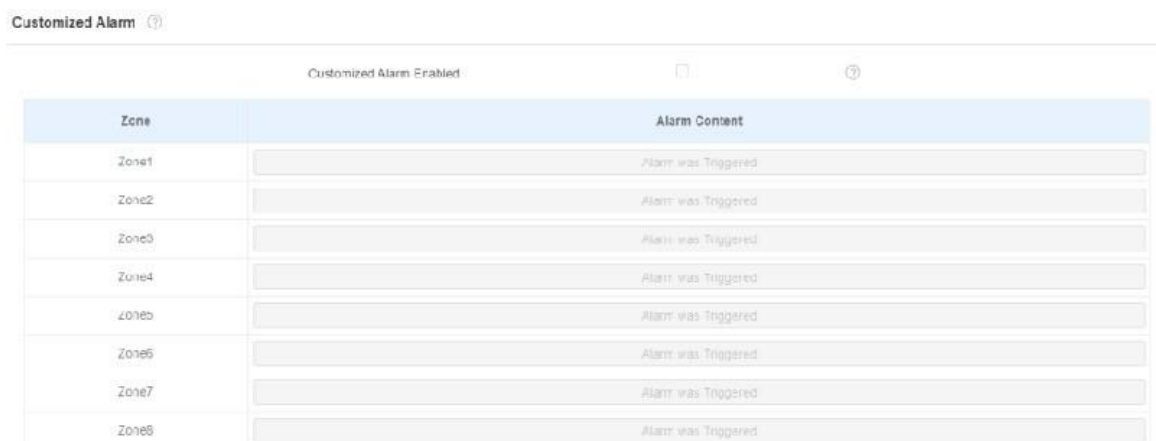 Customized Alarm
Customized Alarm Enabled
Zone Alarm Content
Zone1 Alarm was Triggered
Zone2 Alarm was Triggered
Zone3 Alarm was Triggered
Zone4 Alarm was Triggered
Zone5 Alarm was Triggered
Zone6 Alarm was Triggered
Zone7 Alarm was Triggered
Zone8 Alarm was Triggered